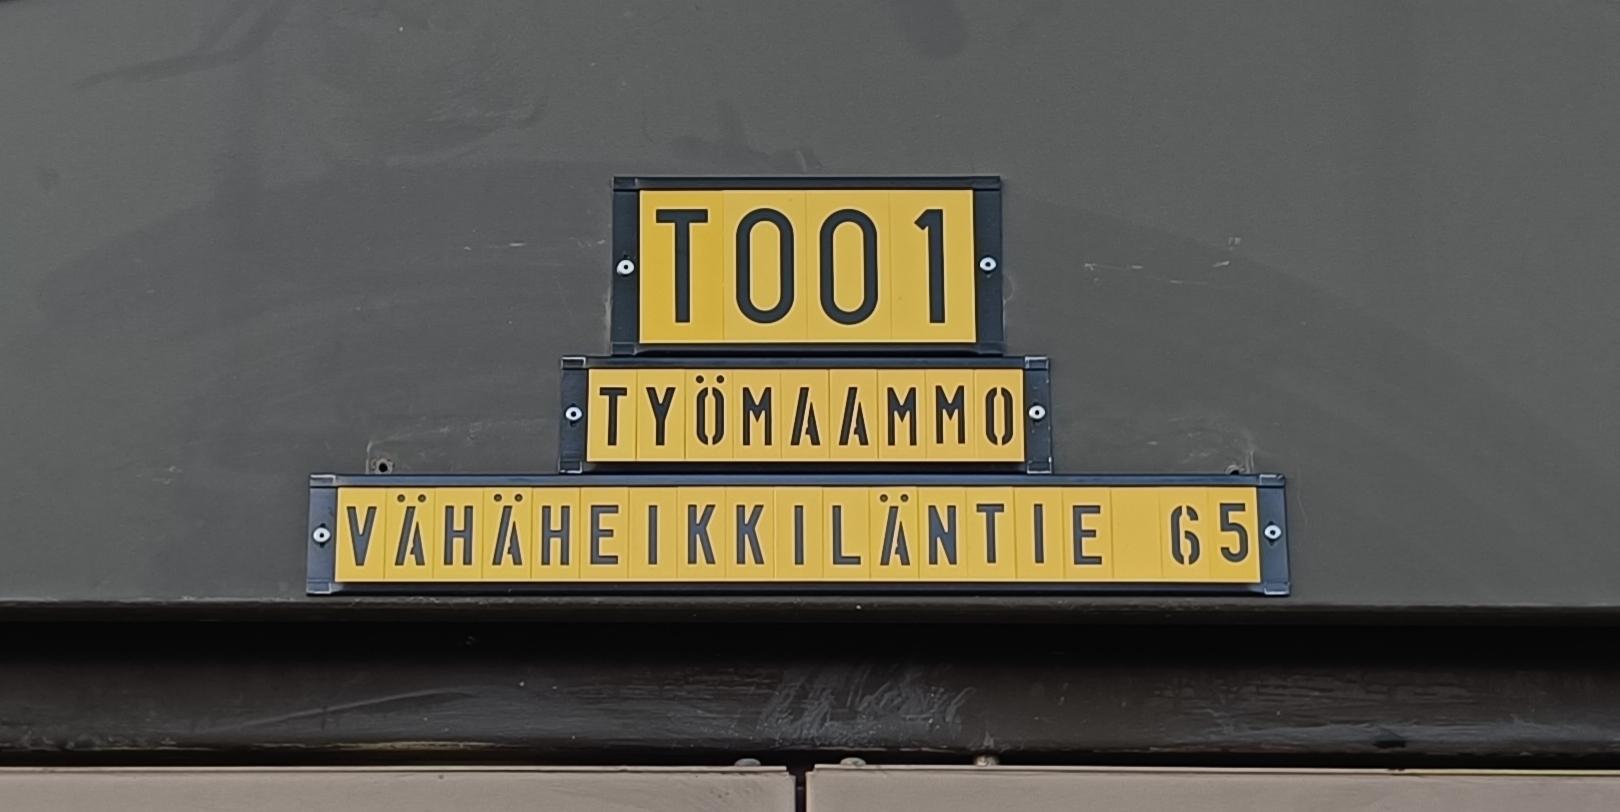 T001
TYÖMAAMMO
VÄHÄHEIKKILÄNTIE 65